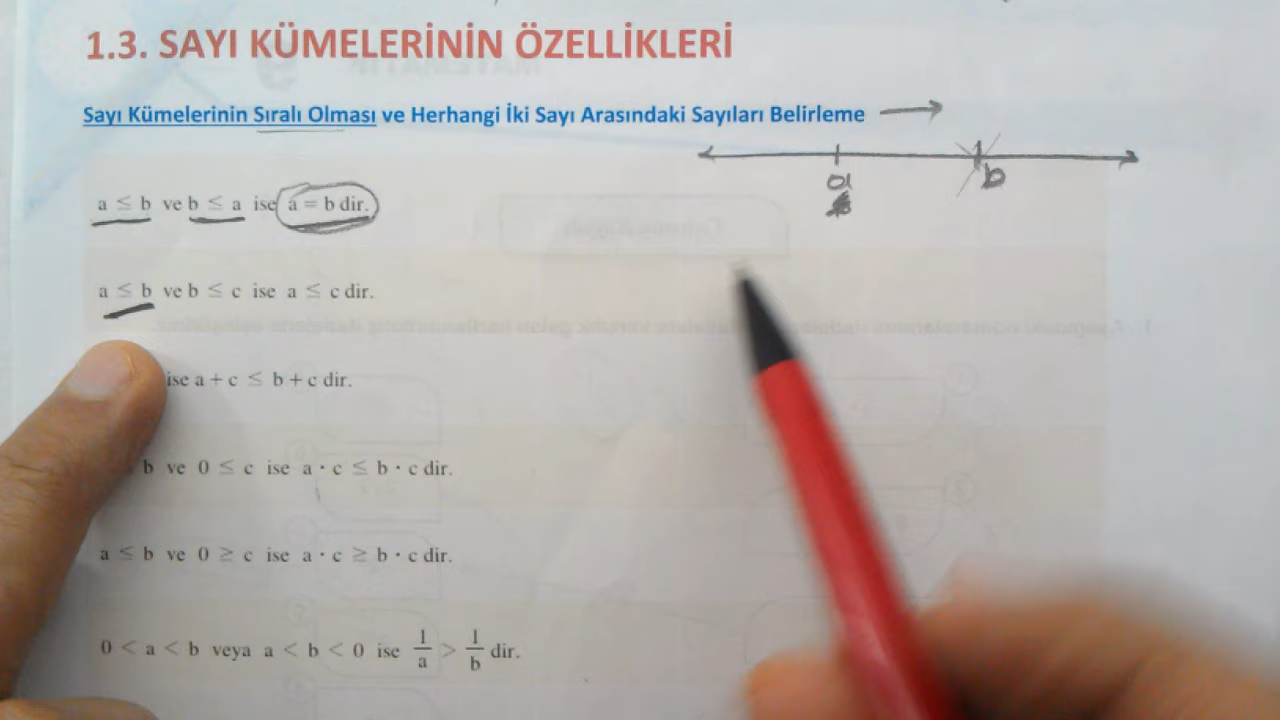 1.3. SAYI KÜMELERİNİN ÖZELLİKLERİ
Sayı Kümelerinin Sıralı Olması ve Herhangi İki Sayı Arasındaki Sayıları Belirleme
a b
a ≤ b ve b ≤ a ise a = b dir.
a ≤ b ve b ≤ c ise a ≤ c dir.
ise a + c ≤ b + c dir.
b ve 0 ≤ c ise a · c ≤ b · c dir.
a ≤ b ve 0 ≥ c ise a · c ≥ b · c dir.
0 < a < b veya a < b < 0 ise 1/a > 1/b dir.